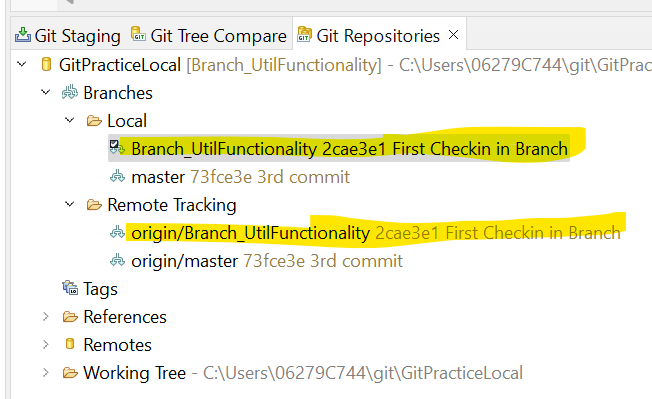 Git Staging Git Tree Compare Git Repositories
GitPracticeLocal [Branch_UtilFunctionality] - C:\Users\06279C744\git\GitPrac
Branches
Local
Branch_UtilFunctionality 2cae3e1 First Checkin in Branch
master 73fce3e 3rd commit
Remote Tracking
origin/Branch_UtilFunctionality 2cae3e1 First Checkin in Branch
origin/master 73fce3e 3rd commit
Tags
References
Remotes
Working Tree - C:\Users\06279C744\git\GitPracticeLocal